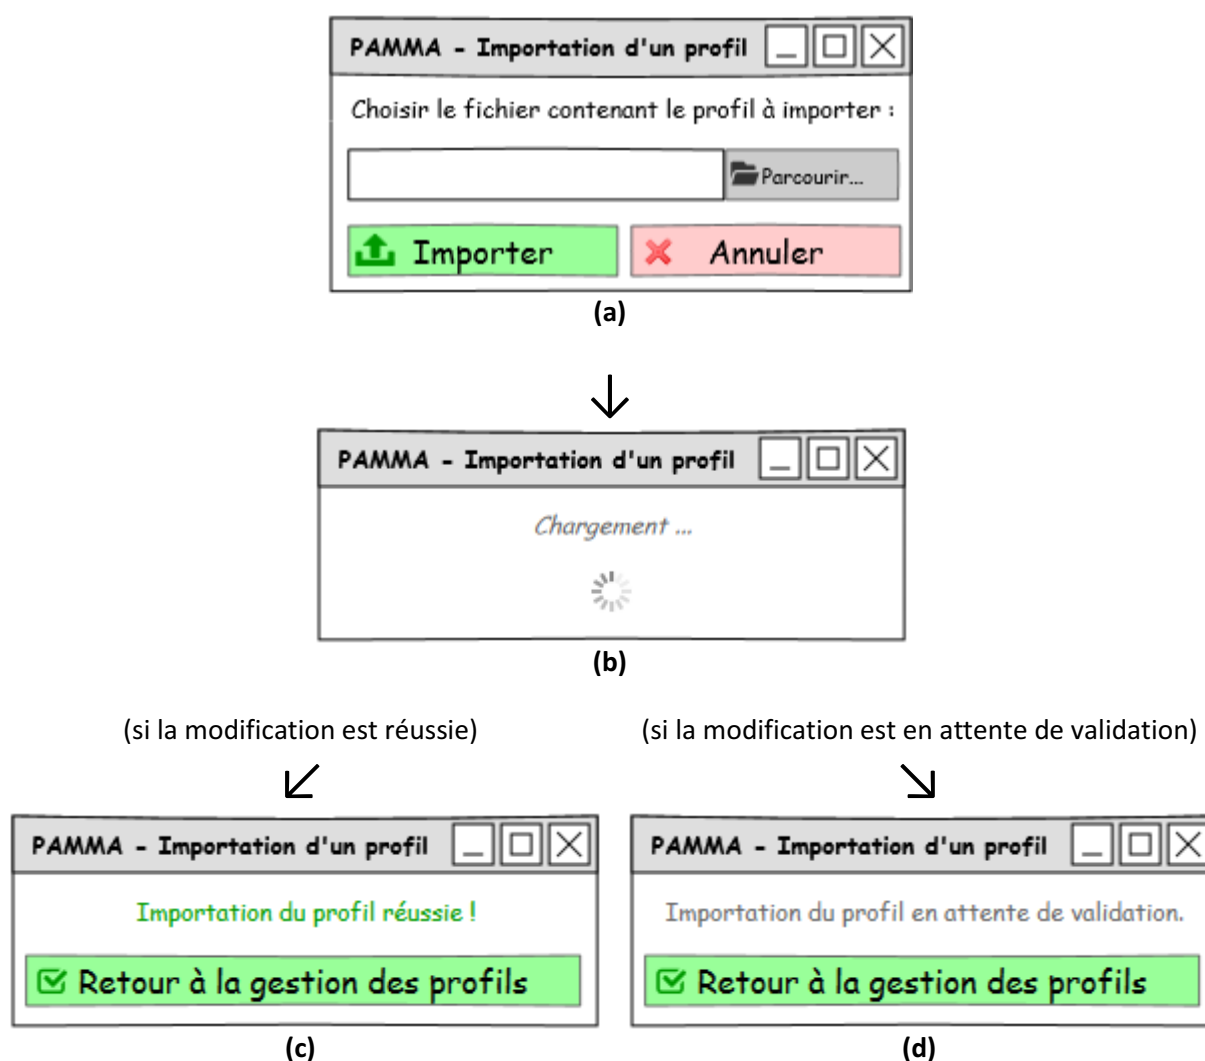 PAMMA - Importation d'un profil
Choisir le fichier contenant le profil à importer :
Parcourir...
Importer
Annuler
(a)
PAMMA - Importation d'un profil
Chargement ...
(b)
(si la modification est réussie)
(si la modification est en attente de validation)
PAMMA - Importation d'un profil
Importation du profil réussie !
Retour à la gestion des profils
(c)
PAMMA - Importation d'un profil
Importation du profil en attente de validation.
Retour à la gestion des profils
(d)